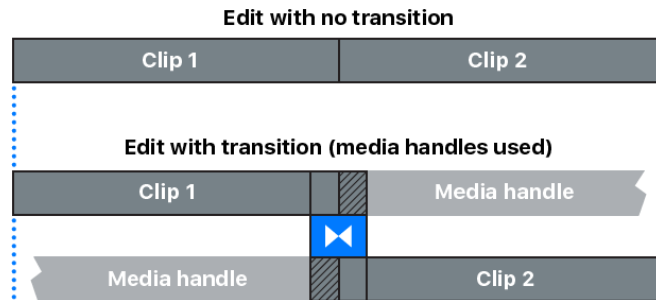 Edit with no transition
Clip 1 Clip 2
Edit with transition (media handles used)
Clip 1 Media handle
Media handle Clip 2